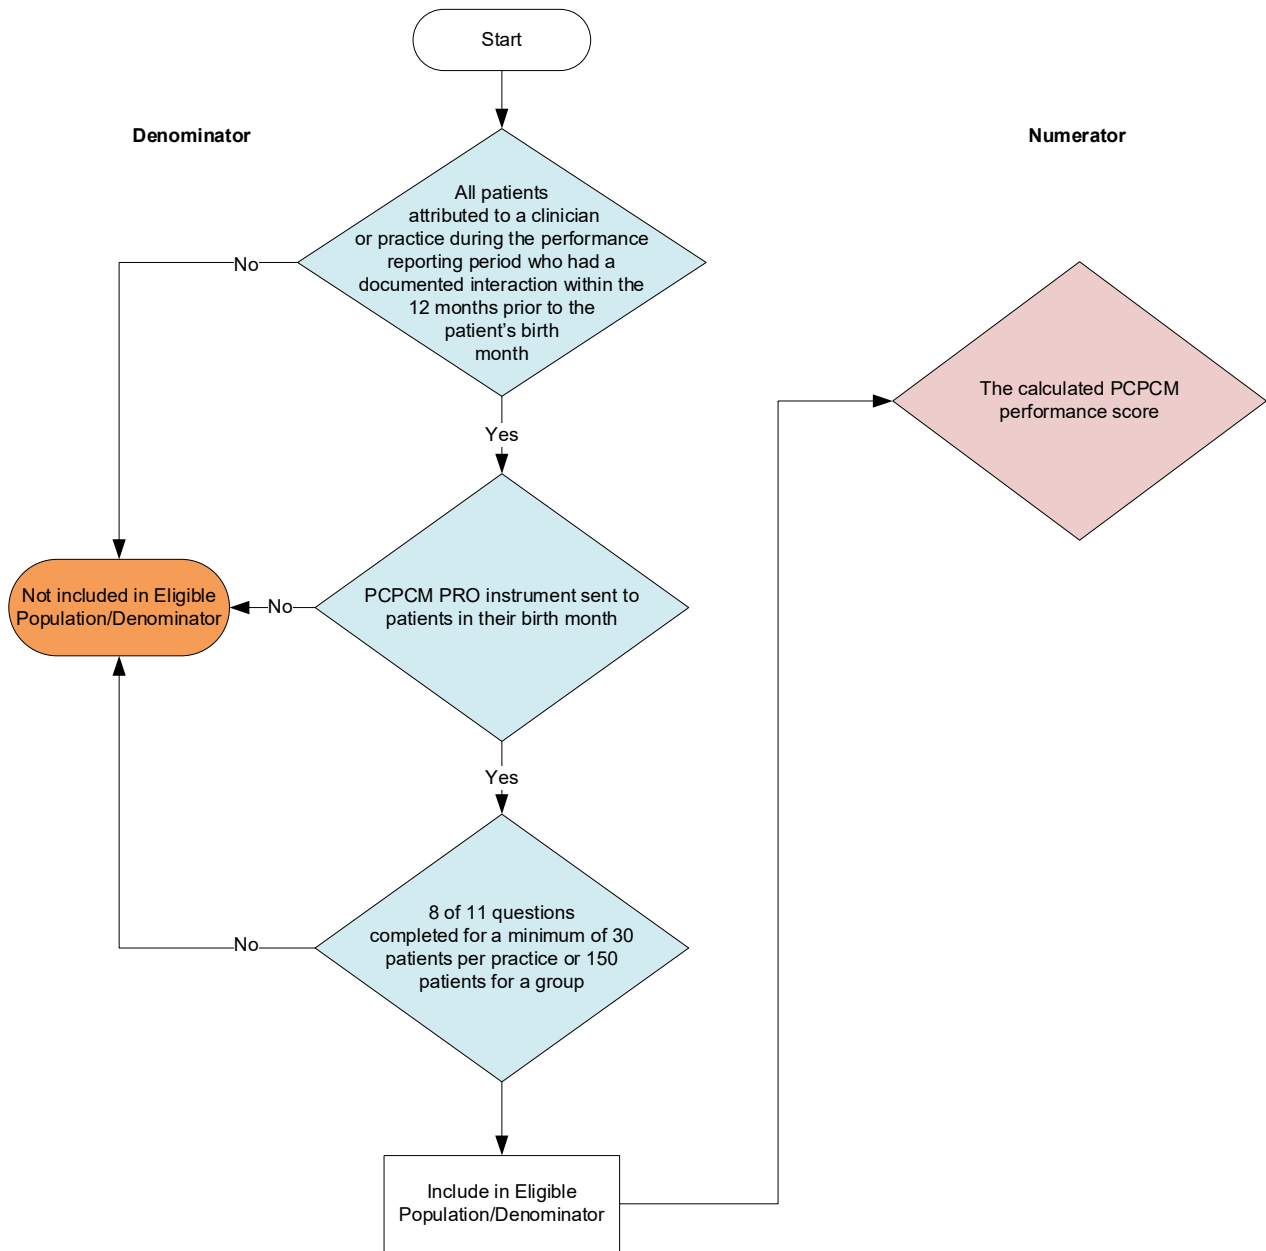 Start
Denominator
Numerator
All patients
attributed to a clinician
or practice during the performance
reporting period who had a
documented interaction within the
12 months prior to the
patient’s birth
month
No
Yes
The calculated PCPCM
performance score
Not included in Eligible
Population/Denominator
No
PCPCM PRO instrument sent to
patients in their birth month
Yes
8 of 11 questions
completed for a minimum of 30
patients per practice or 150
patients for a group
No
Include in Eligible
Population/Denominator